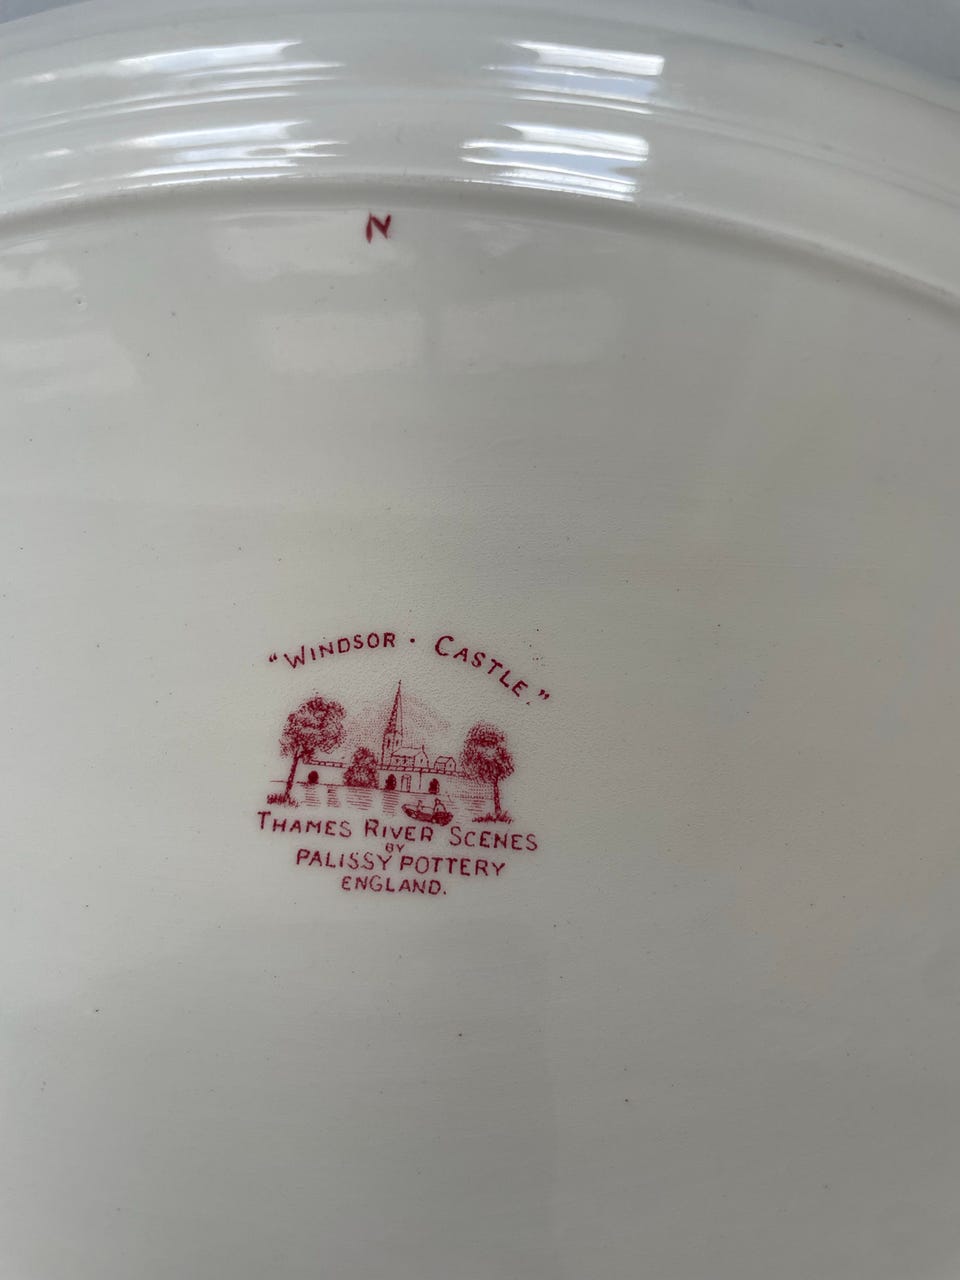 N
"WINDSOR · CASTLE."
THAMES RIVER SCENES
BY
PALISSY POTTERY
ENGLAND.